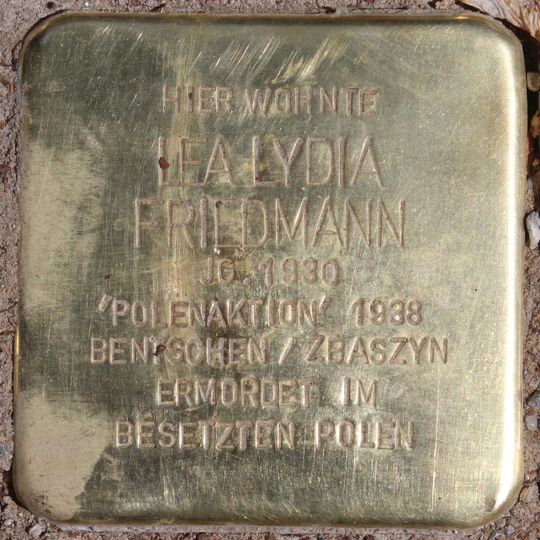 HIER WOHNTE
LEA LYDIA
FRIEDMANN
JG. 1930
'POLENAKTION' 1938
BENTSCHEN / ZBASZYN
ERMORDET IM
BESETZTEN POLEN